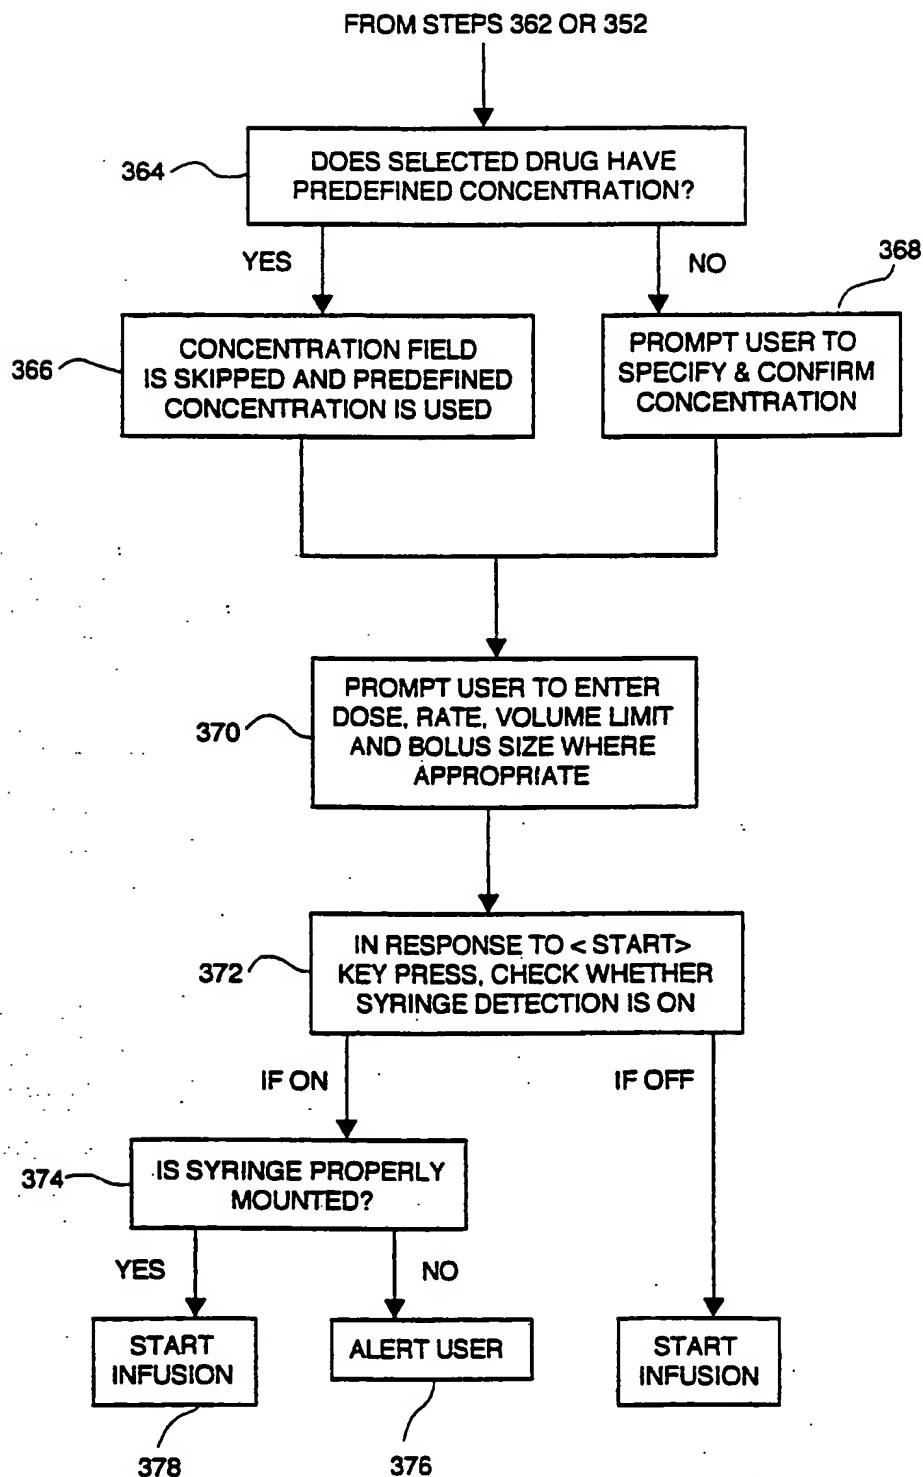 FROM STEPS 362 OR 352
364
DOES SELECTED DRUG HAVE
PREDEFINED CONCENTRATION?
YES
NO
368
366
CONCENTRATION FIELD
IS SKIPPED AND PREDEFINED
CONCENTRATION IS USED
PROMPT USER TO
SPECIFY & CONFIRM
CONCENTRATION
370
PROMPT USER TO ENTER
DOSE, RATE, VOLUME LIMIT
AND BOLUS SIZE WHERE
APPROPRIATE
372
IN RESPONSE TO < START>
KEY PRESS, CHECK WHETHER
SYRINGE DETECTION IS ON
IF ON
IF OFF
374
IS SYRINGE PROPERLY
MOUNTED?
YES
NO
START
INFUSION
ALERT USER
START
INFUSION
378
376